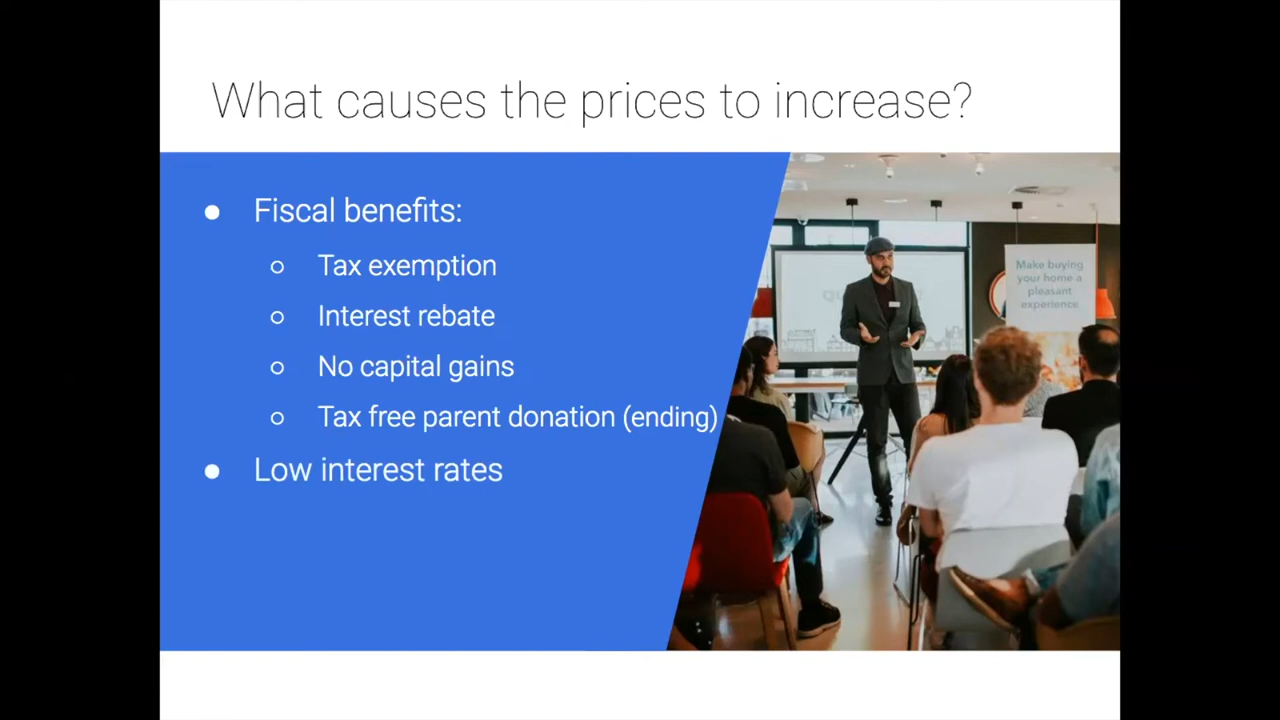 What causes the prices to increase?
● Fiscal benefits:
○ Tax exemption
○ Interest rebate
○ No capital gains
○ Tax free parent donation (ending)
● Low interest rates
Make buying
your home a
pleasant
experience